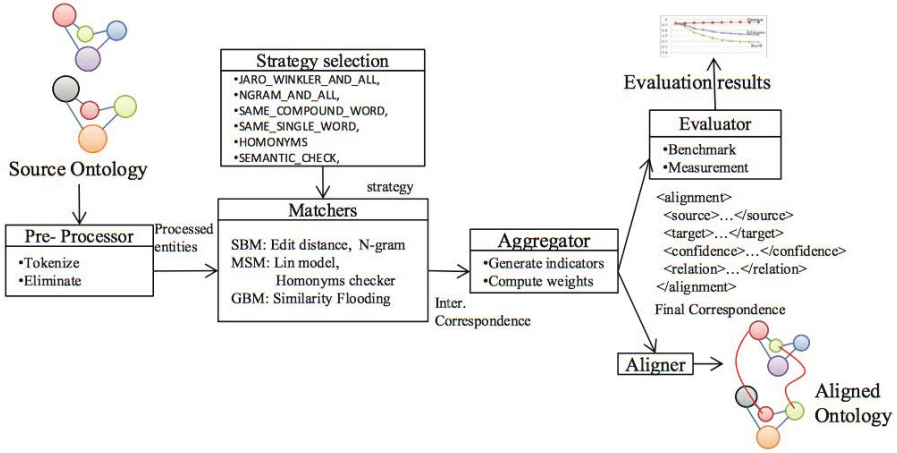 Source Ontology
Strategy selection
•JARO_WINKLER_AND_ALL,
•NGRAM_AND_ALL,
•SAME_COMPOUND_WORD,
•SAME_SINGLE_WORD,
•HOMONYMS
•SEMANTIC_CHECK,
strategy
Pre- Processor
•Tokenize
•Eliminate
Processed
entities
Matchers
SBM: Edit distance, N-gram
MSM: Lin model,
Homonyms checker
GBM: Similarity Flooding
Inter.
Correspondence
Aggregator
•Generate indicators
•Compute weights
Evaluation results
Evaluator
•Benchmark
•Measurement
<alignment>
<source>…</source>
<target>…</target>
<confidence>…</confidence>
<relation>…</relation>
</alignment>
Final Correspondence
Aligner
Aligned
Ontology